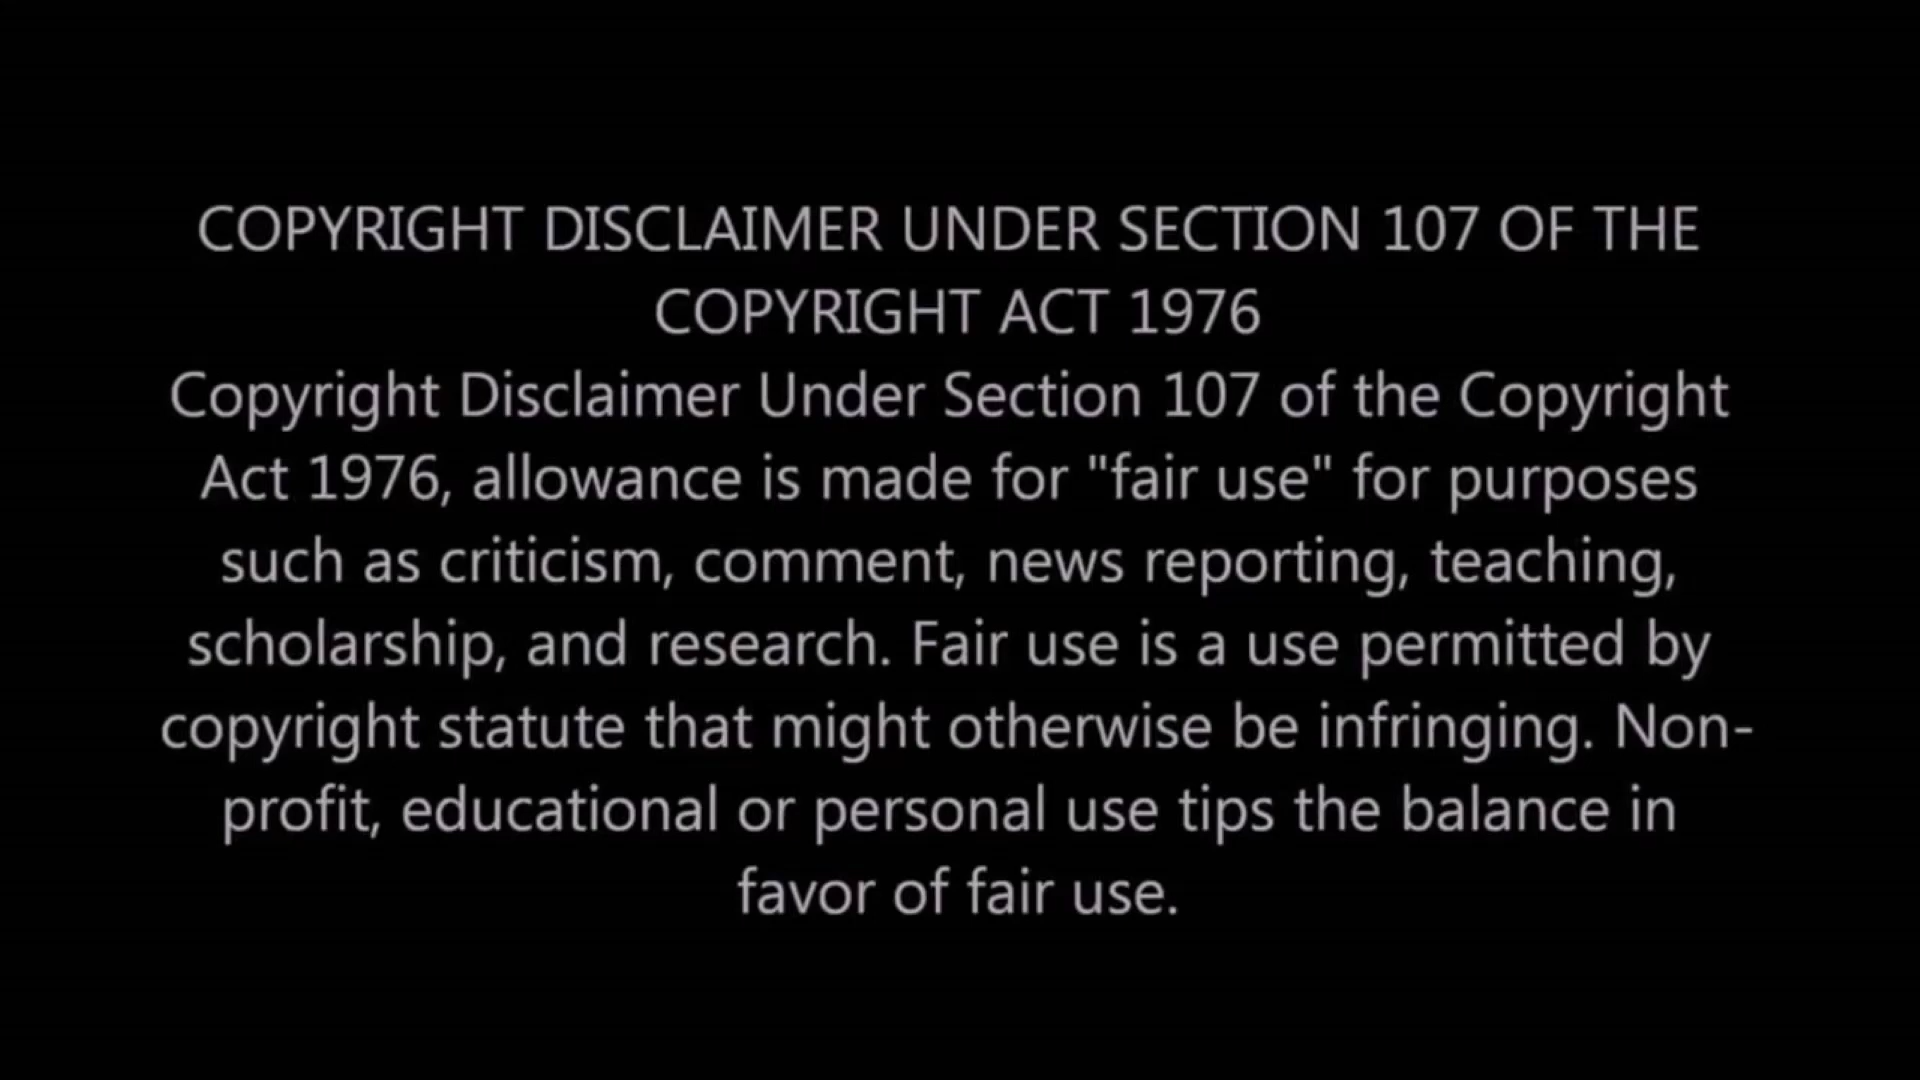 COPYRIGHT DISCLAIMER UNDER SECTION 107 OF THE
COPYRIGHT ACT 1976
Copyright Disclaimer Under Section 107 of the Copyright
Act 1976, allowance is made for "fair use" for purposes
such as criticism, comment, news reporting, teaching,
scholarship, and research. Fair use is a use permitted by
copyright statute that might otherwise be infringing. Non-
profit, educational or personal use tips the balance in
favor of fair use.